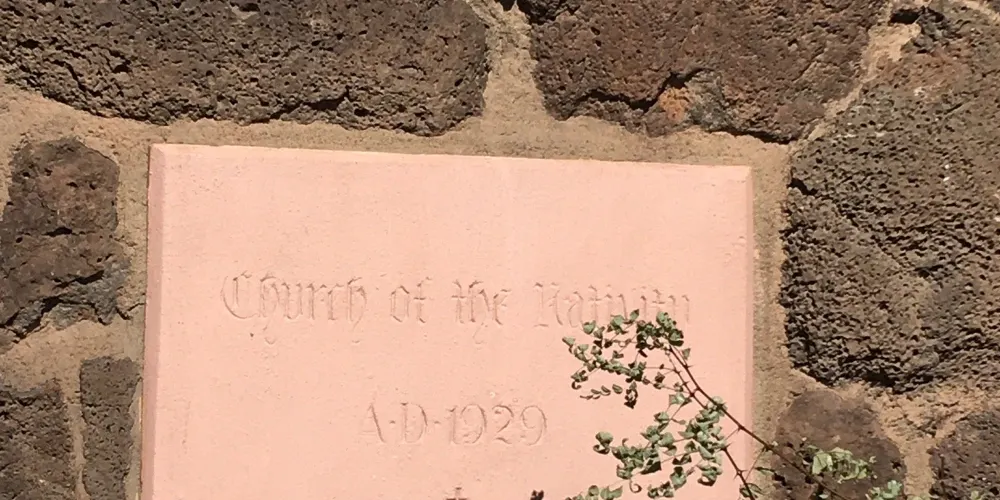 Church of the Nativity
A·D·1929